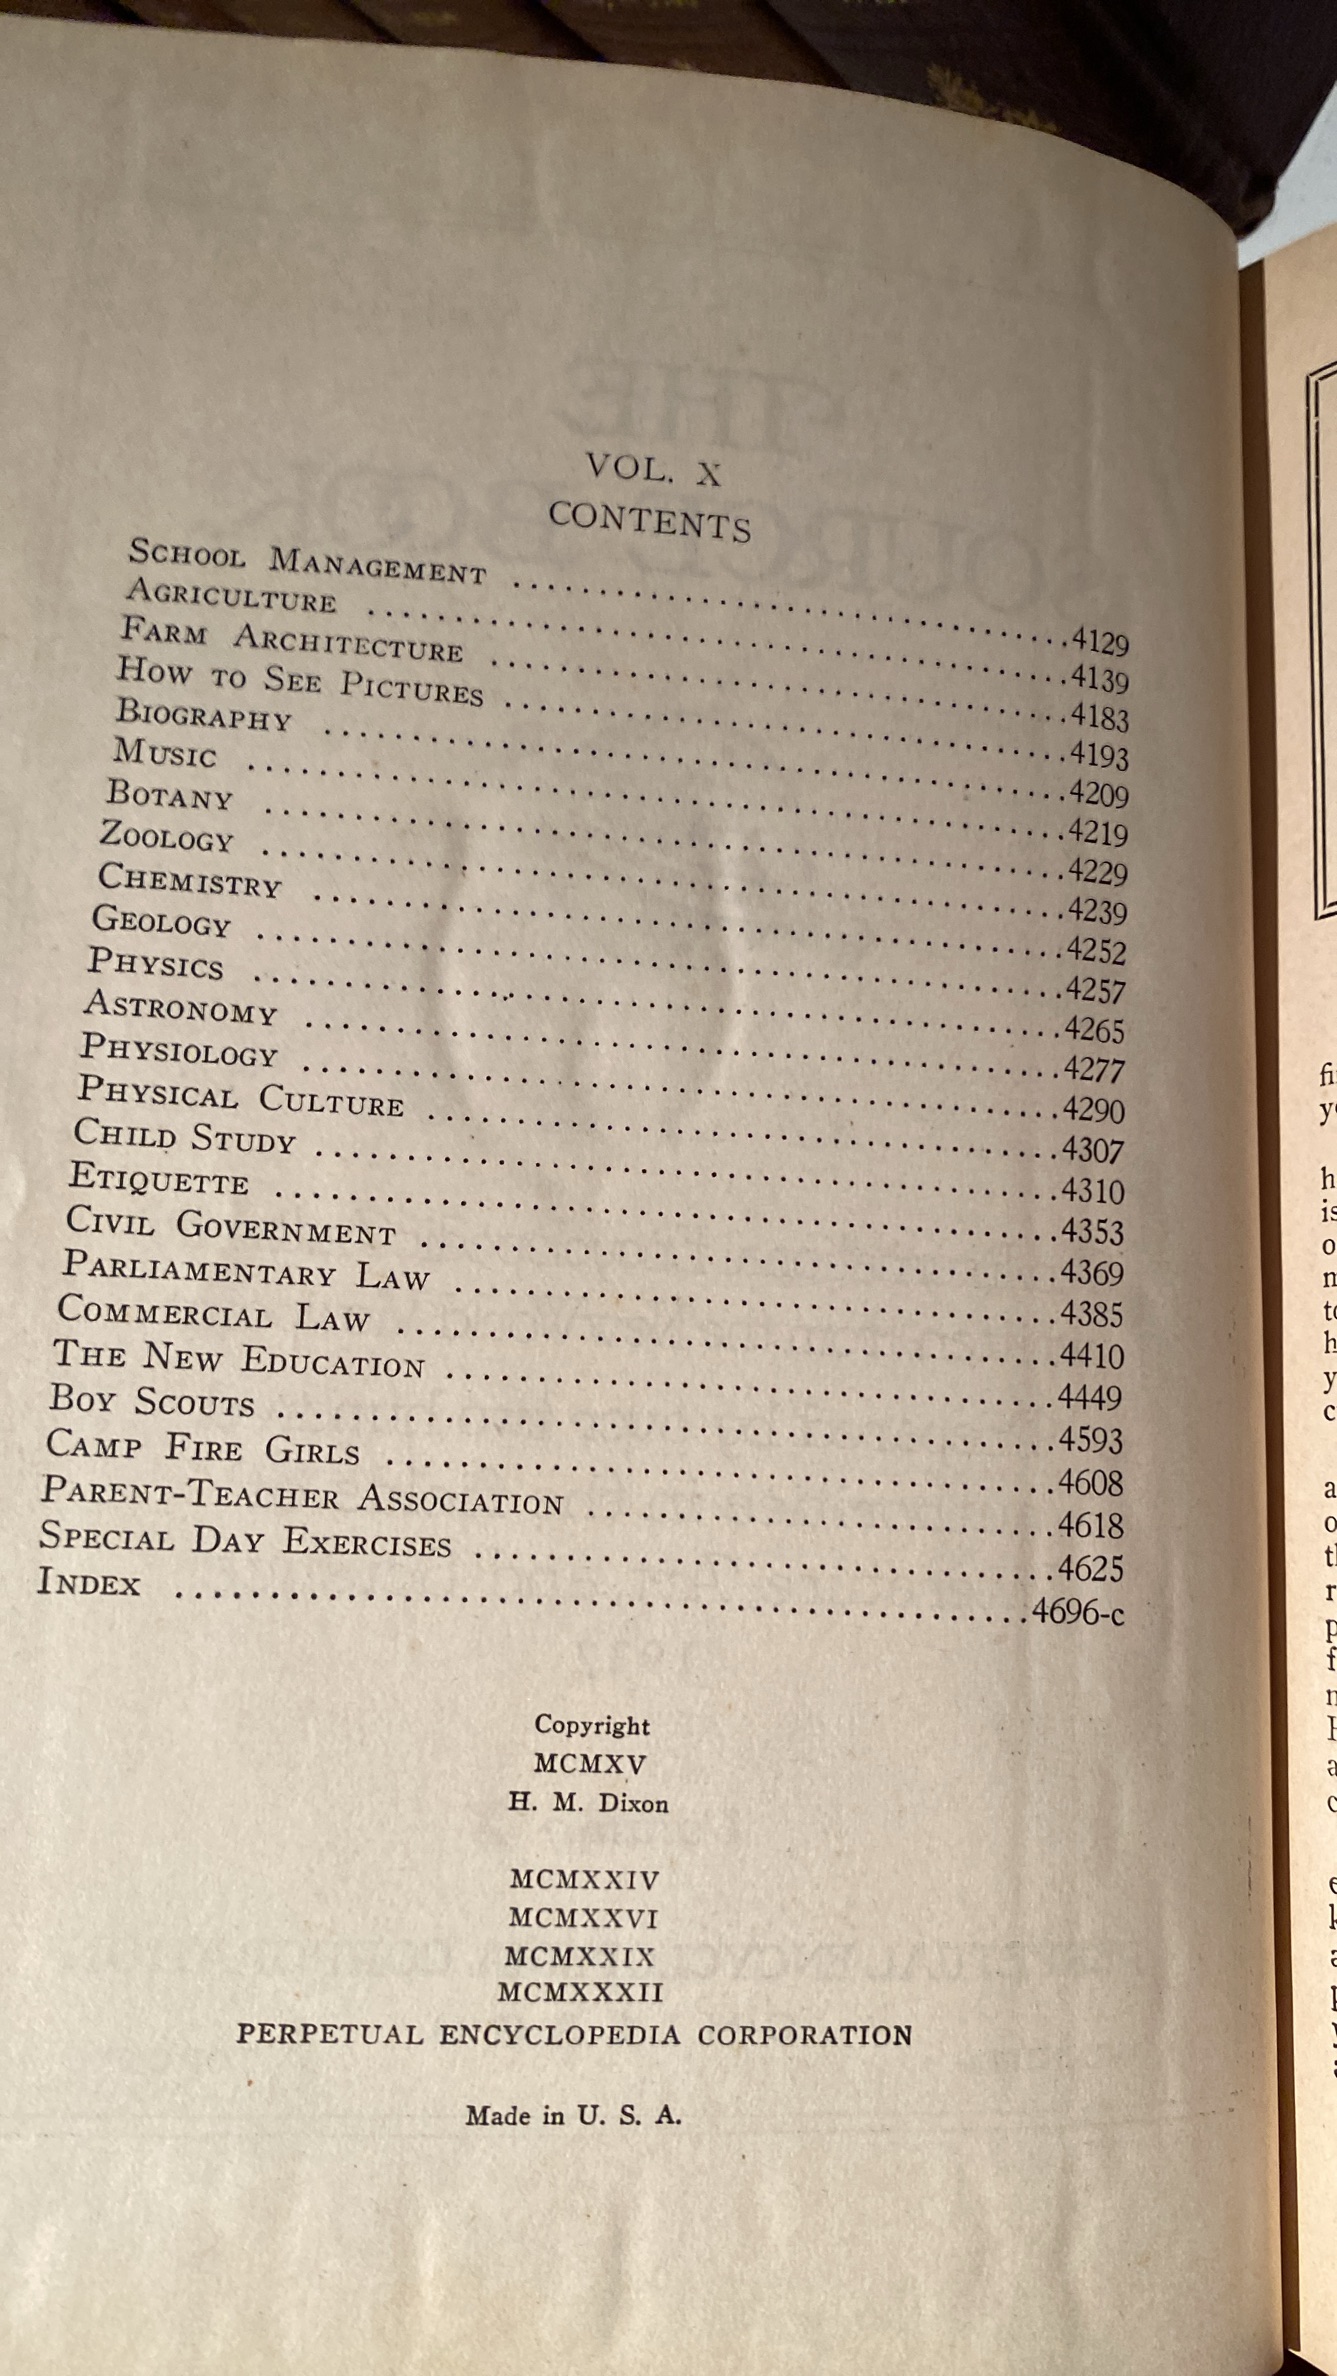 VOL. X
CONTENTS
SCHOOL MANAGEMENT ........................................4129
AGRICULTURE ........................................4139
FARM ARCHITECTURE ........................................4183
HOW TO SEE PICTURES ........................................4193
BIOGRAPHY ........................................4209
MUSIC ........................................4219
BOTANY ........................................4229
ZOOLOGY ........................................4239
CHEMISTRY ........................................4252
GEOLOGY ........................................4257
PHYSICS ........................................4265
ASTRONOMY ........................................4277
PHYSIOLOGY ........................................4290
PHYSICAL CULTURE ........................................4307
CHILD STUDY ........................................4310
ETIQUETTE ........................................4353
CIVIL GOVERNMENT ........................................4369
PARLIAMENTARY LAW ........................................4385
COMMERCIAL LAW ........................................4410
THE NEW EDUCATION ........................................4449
BOY SCOUTS ........................................4593
CAMP FIRE GIRLS ........................................4608
PARENT-TEACHER ASSOCIATION ........................................4618
SPECIAL DAY EXERCISES ........................................4625
INDEX ........................................4696-c
Copyright
MCMXV
H. M. Dixon
MCMXXIV
MCMXXVI
MCMXXIX
MCMXXXII
PERPETUAL ENCYCLOPEDIA CORPORATION
Made in U. S. A.